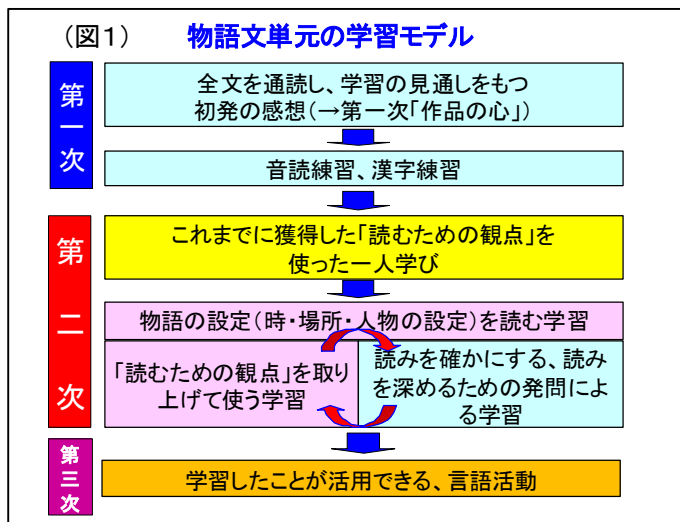 （図1） 物語文単元の学習モデル
第一次
全文を通読し、学習の見通しをもつ
初発の感想（→第一次「作品の心」）
音読練習、漢字練習
第二次
これまでに獲得した「読むための観点」を
使った一人学び
物語の設定（時・場所・人物の設定）を読む学習
「読むための観点」を取り
上げて使う学習
読みを確かにする、読み
を深めるための発問によ
る学習
第三次
学習したことが活用できる、言語活動